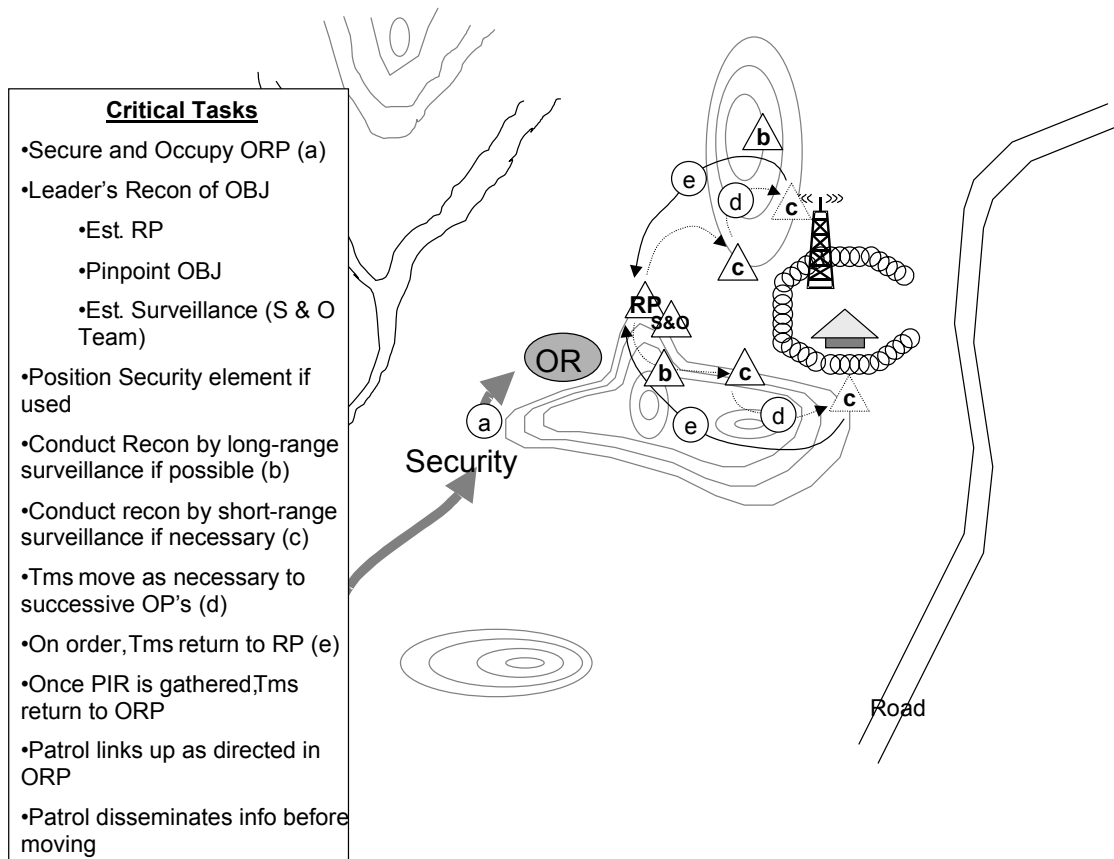 Critical Tasks
•Secure and Occupy ORP (a)
•Leader's Recon of OBJ
•Est. RP
•Pinpoint OBJ
•Est. Surveillance (S & O
Team)
•Position Security element if
used
•Conduct Recon by long-range
surveillance if possible (b)
•Conduct recon by short-range
surveillance if necessary (c)
•Tms move as necessary to
successive OP's (d)
•On order,Tms return to RP (e)
•Once PIR is gathered,Tms
return to ORP
•Patrol links up as directed in
ORP
•Patrol disseminates info before
moving
b
e
d
c
c
RP
S&O
OR
b
c
c
d
e
a
Security
Road